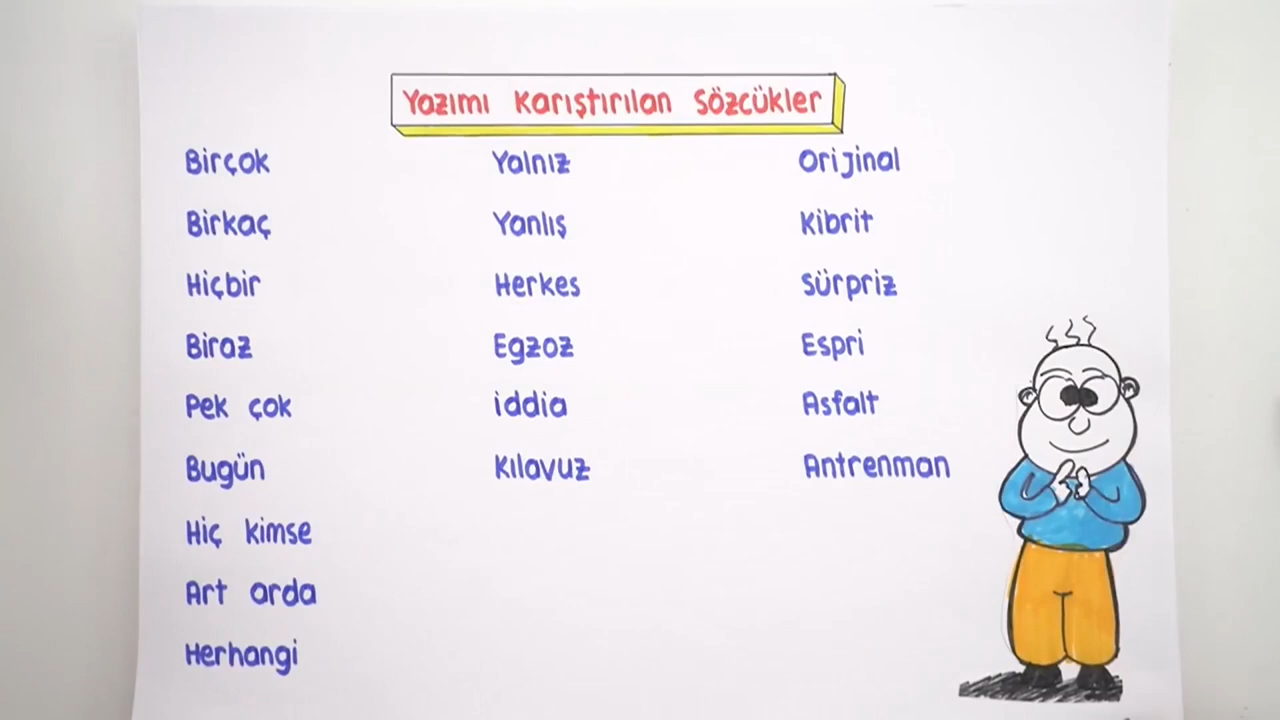 Yazımı Karıştırılan Sözcükler
Birçok
Birkaç
Hiçbir
Biraz
Pek çok
Bugün
Hiç kimse
Art arda
Herhangi
Yalnız
Yanlış
Herkes
Egzoz
iddia
Kılavuz
Orijinal
Kibrit
Sürpriz
Espri
Asfalt
Antrenman